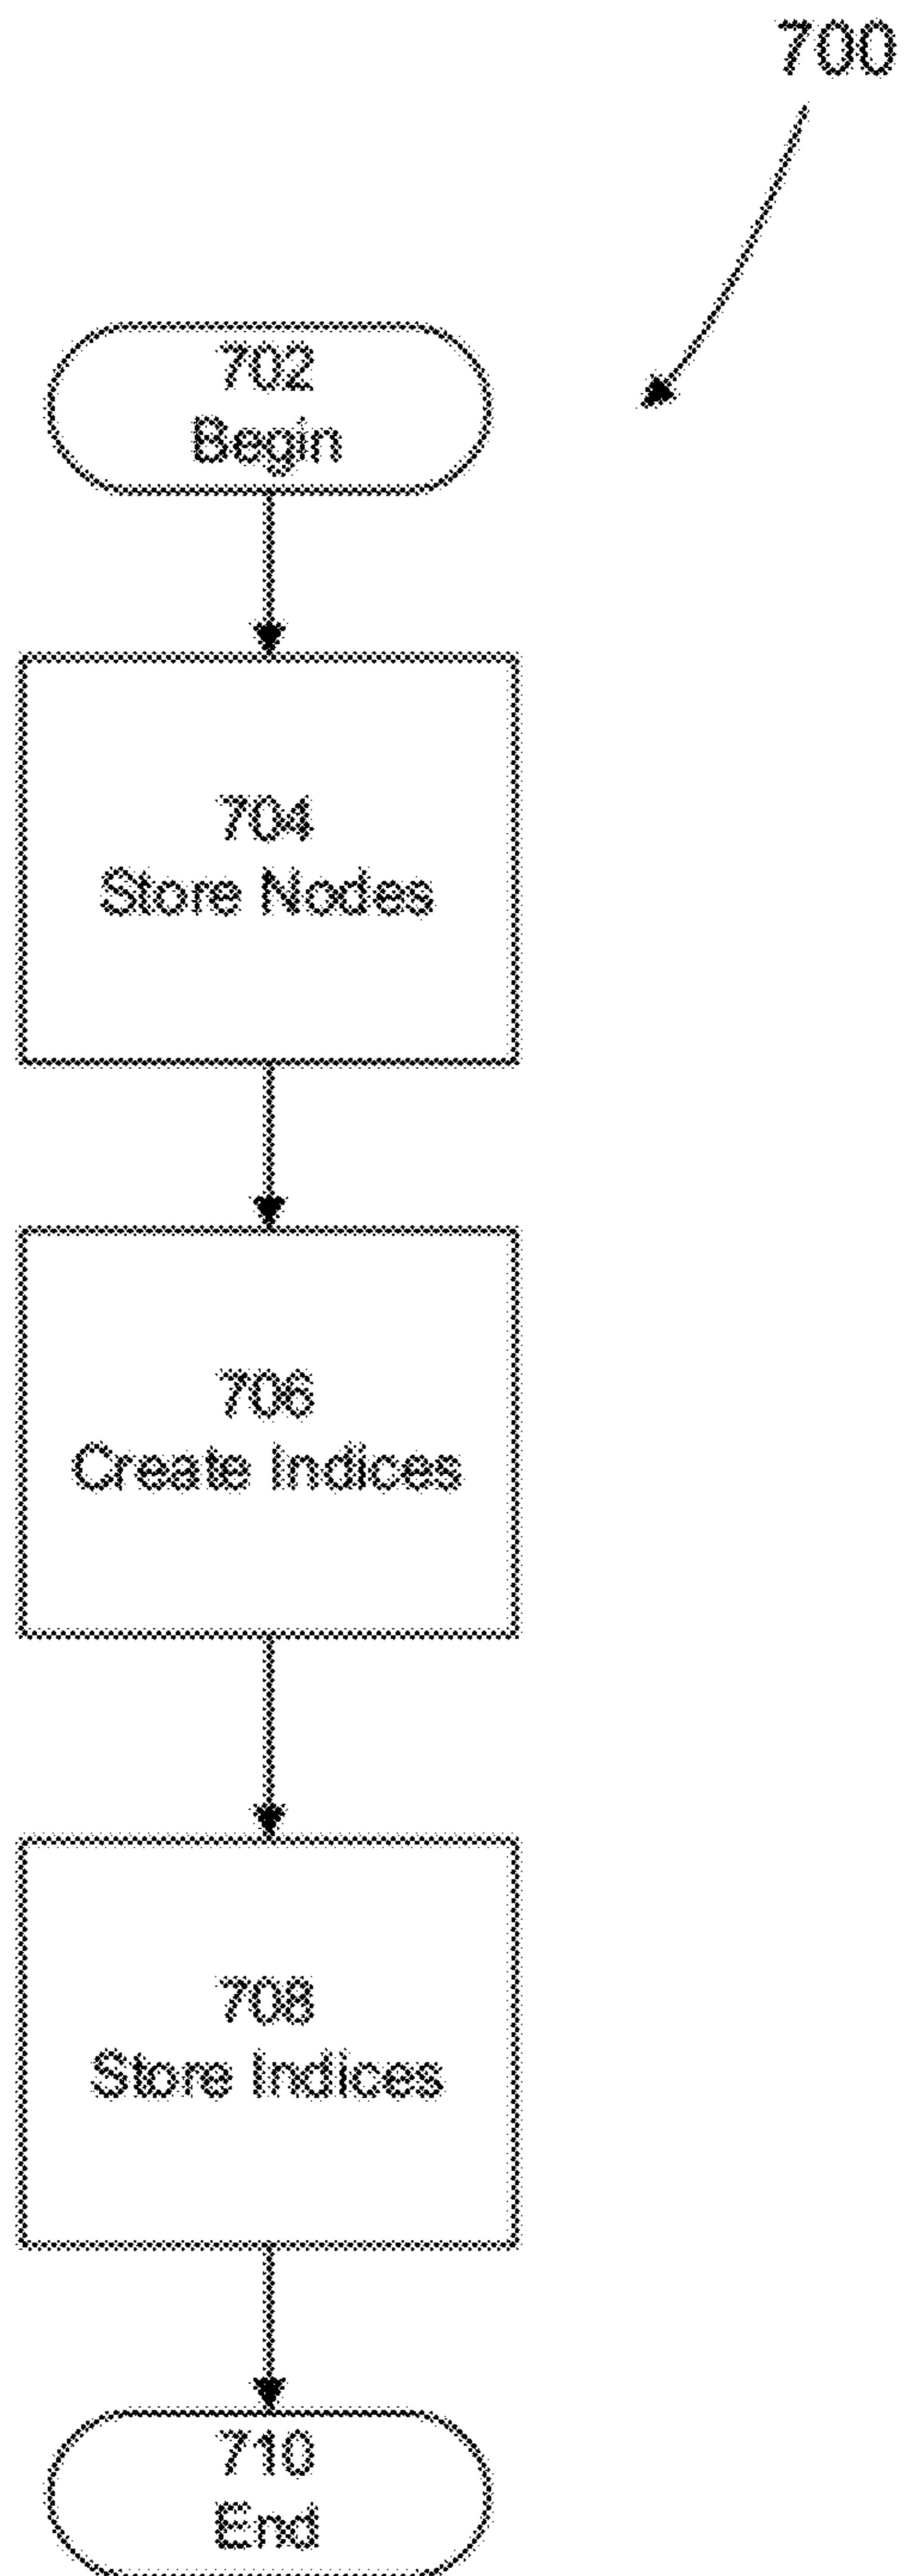 700
702
Begin
704
Store Nodes
706
Create Indices
708
Store Indices
710
End